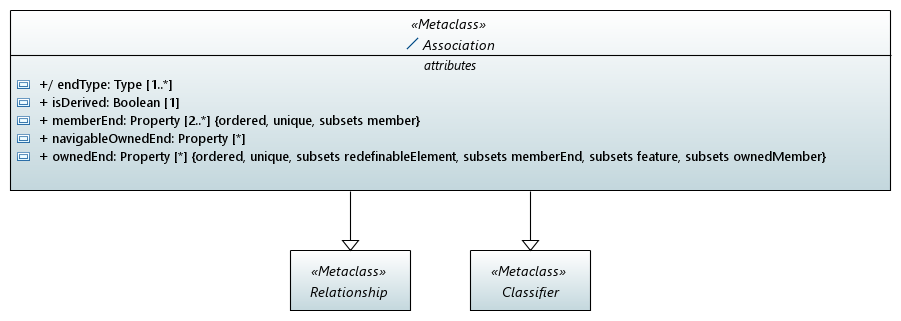 «Metaclass»
Association
attributes
+/ endType: Type [1..*]
+ isDerived: Boolean [1]
+ memberEnd: Property [2..*] {ordered, unique, subsets member}
+ navigableOwnedEnd: Property [*]
+ ownedEnd: Property [*] {ordered, unique, subsets redefinableElement, subsets memberEnd, subsets feature, subsets ownedMember}
«Metaclass»
Relationship
«Metaclass»
Classifier